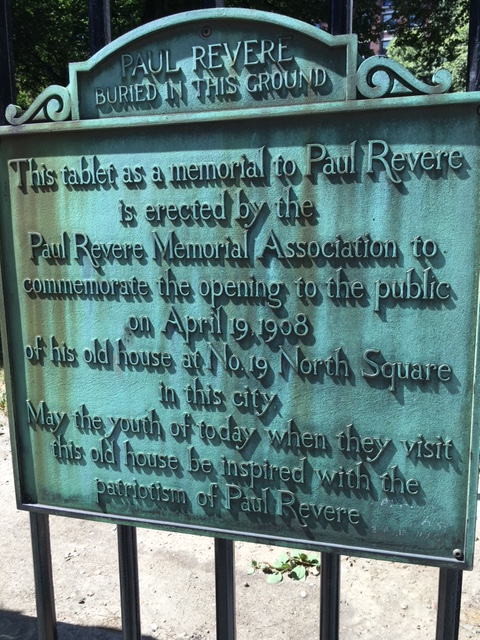 PAUL REVERE
BURIED IN THIS GROUND
This tablet as a memorial to Paul Revere
is erected by the
Paul Revere Memorial Association to
commemorate the opening to the public
on April 19, 1908
of his old house at No. 19 North Square
in this city
May the youth of today when they visit
this old house be inspired with the
patriotism of Paul Revere